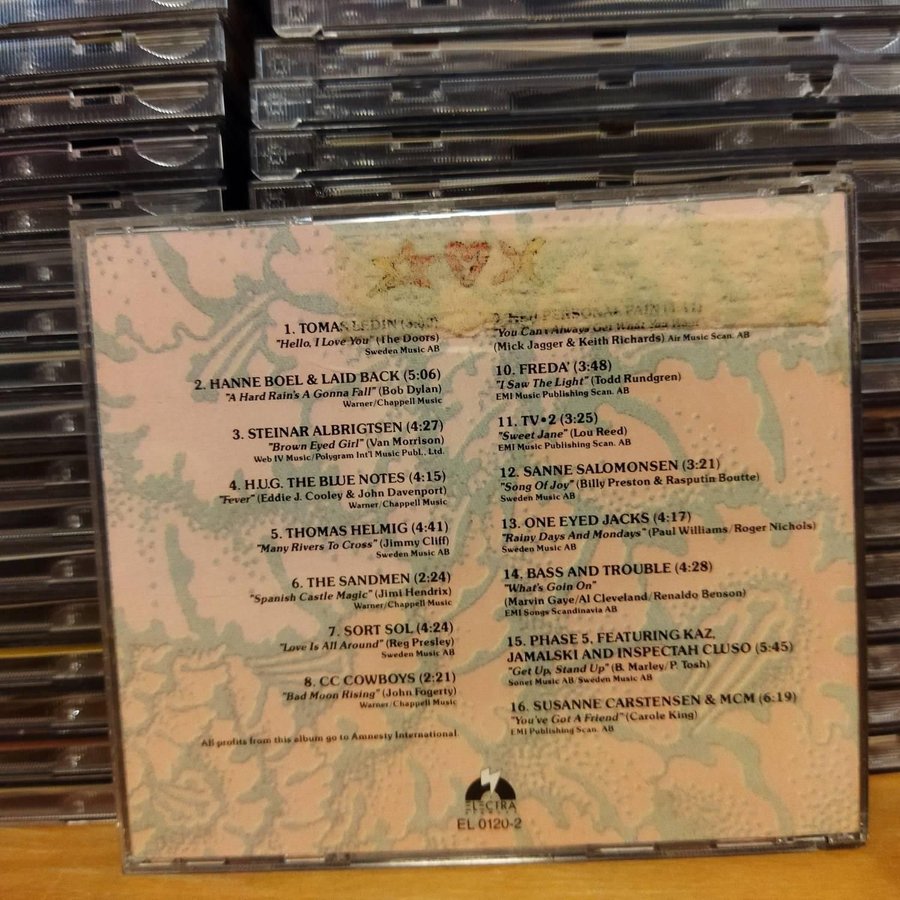 1. TOMAS LEDIN
"Hello, I Love You" (The Doors)
Sweden Music AB
2. HANNE BOEL & LAID BACK (5:06)
"A Hard Rain's A Gonna Fall" (Bob Dylan)
Warner/Chappell Music
3. STEINAR ALBRIGTSEN (4:27)
"Brown Eyed Girl" (Van Morrison)
Web IV Music/Polygram Int'l Music Publ., Ltd.
4. H.U.G. THE BLUE NOTES (4:15)
"Fever" (Eddie J. Cooley & John Davenport)
Warner/Chappell Music
5. THOMAS HELMIG (4:41)
"Many Rivers To Cross" (Jimmy Cliff)
Sweden Music AB
6. THE SANDMEN (2:24)
"Spanish Castle Magic" (Jimi Hendrix)
Warner/Chappell Music
7. SORT SOL (4:24)
"Love Is All Around" (Reg Presley)
Sweden Music AB
8. CC COWBOYS (2:21)
"Bad Moon Rising" (John Fogerty)
Warner/Chappell Music
PERSONAL
"You Can't Always Get What You Want"
(Mick Jagger & Keith Richards) Air Music Scan. AB
10. FREDA' (3:48)
"I Saw The Light" (Todd Rundgren)
EMI Music Publishing Scan. AB
11. TV•2 (3:25)
"Sweet Jane" (Lou Reed)
EMI Music Publishing Scan. AB
12. SANNE SALOMONSEN (3:21)
"Song Of Joy" (Billy Preston & Rasputin Boutte)
Sweden Music AB
13. ONE EYED JACKS (4:17)
"Rainy Days And Mondays" (Paul Williams/Roger Nichols)
Sweden Music AB
14. BASS AND TROUBLE (4:28)
"What's Goin On"
(Marvin Gaye/Al Cleveland/Renaldo Benson)
EMI Songs Scandinavia AB
15. PHASE 5, FEATURING KAZ,
JAMALSKI AND INSPECTAH CLUSO (5:45)
"Get Up, Stand Up" (B. Marley/P. Tosh)
Sonet Music AB/Sweden Music AB
16. SUSANNE CARSTENSEN & MCM (6:19)
"You've Got A Friend" (Carole King)
EMI Publishing Scan. AB
All profits from this album go to Amnesty International
ELECTRA
EL 0120-2